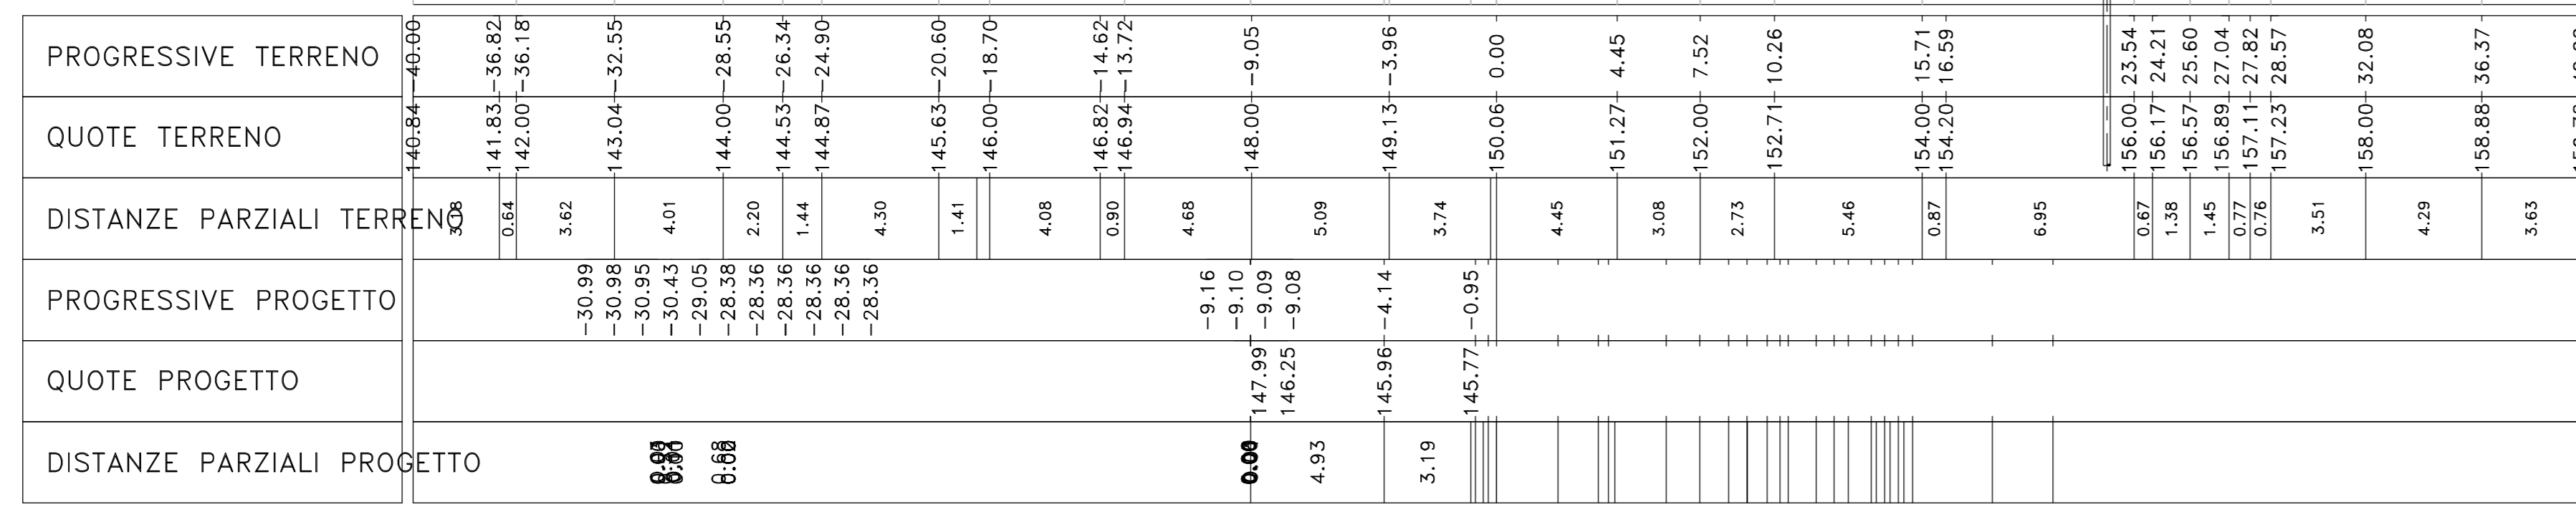 PROGRESSIVE TERRENO -40.00 -36.82 -36.18 -32.55 -28.55 -26.34 -24.90 -20.60 -18.70 -14.62 -13.72 -9.05 -3.96 0.00 4.45 7.52 10.26 15.71 16.59 23.54 24.21 25.60 27.04 27.82 28.57 32.08 36.37
QUOTE TERRENO 140.84 141.83 142.00 143.04 144.00 144.53 144.87 145.63 146.00 146.82 146.94 148.00 149.13 150.06 151.27 152.00 152.71 154.00 154.20 156.00 156.17 156.57 156.89 157.11 157.23 158.00 158.88
DISTANZE PARZIALI TERRENO 3.18 0.64 3.62 4.01 2.20 1.44 4.30 1.41 4.08 0.90 4.68 5.09 3.74 4.45 3.08 2.73 5.46 0.87 6.95 0.67 1.38 1.45 0.77 0.76 3.51 4.29 3.63
PROGRESSIVE PROGETTO -30.99 -30.98 -30.95 -30.43 -29.05 -28.38 -28.36 -28.36 -28.36 -28.36 -28.36 -9.16 -9.10 -9.09 -9.08 -4.14 -0.95
QUOTE PROGETTO 147.99 146.25 145.96 145.77
DISTANZE PARZIALI PROGETTO 0.68 4.93 3.19